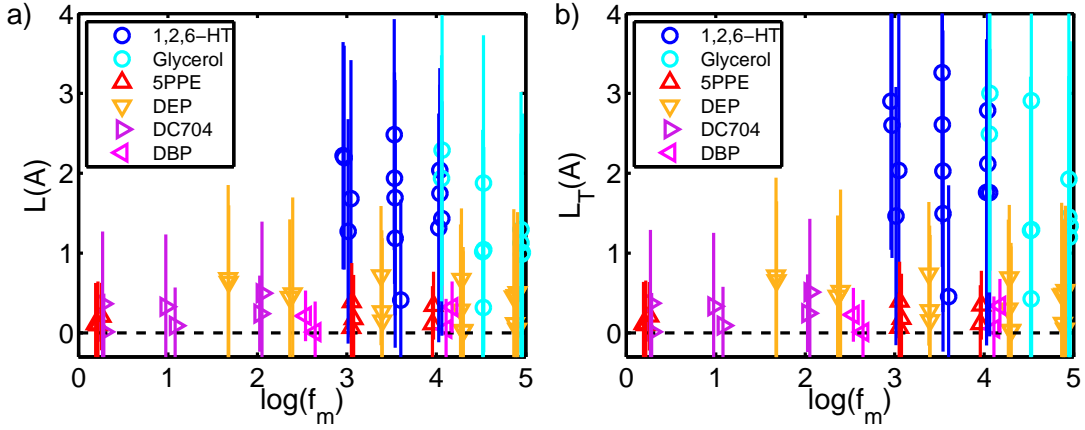 a)
4
3
2
1
0
L(A)
1,2,6−HT
Glycerol
5PPE
DEP
DC704
DBP
0 1 2 3 4 5
log(f_m)
b)
4
3
2
1
0
L_T(A)
1,2,6−HT
Glycerol
5PPE
DEP
DC704
DBP
0 1 2 3 4 5
log(f_m)